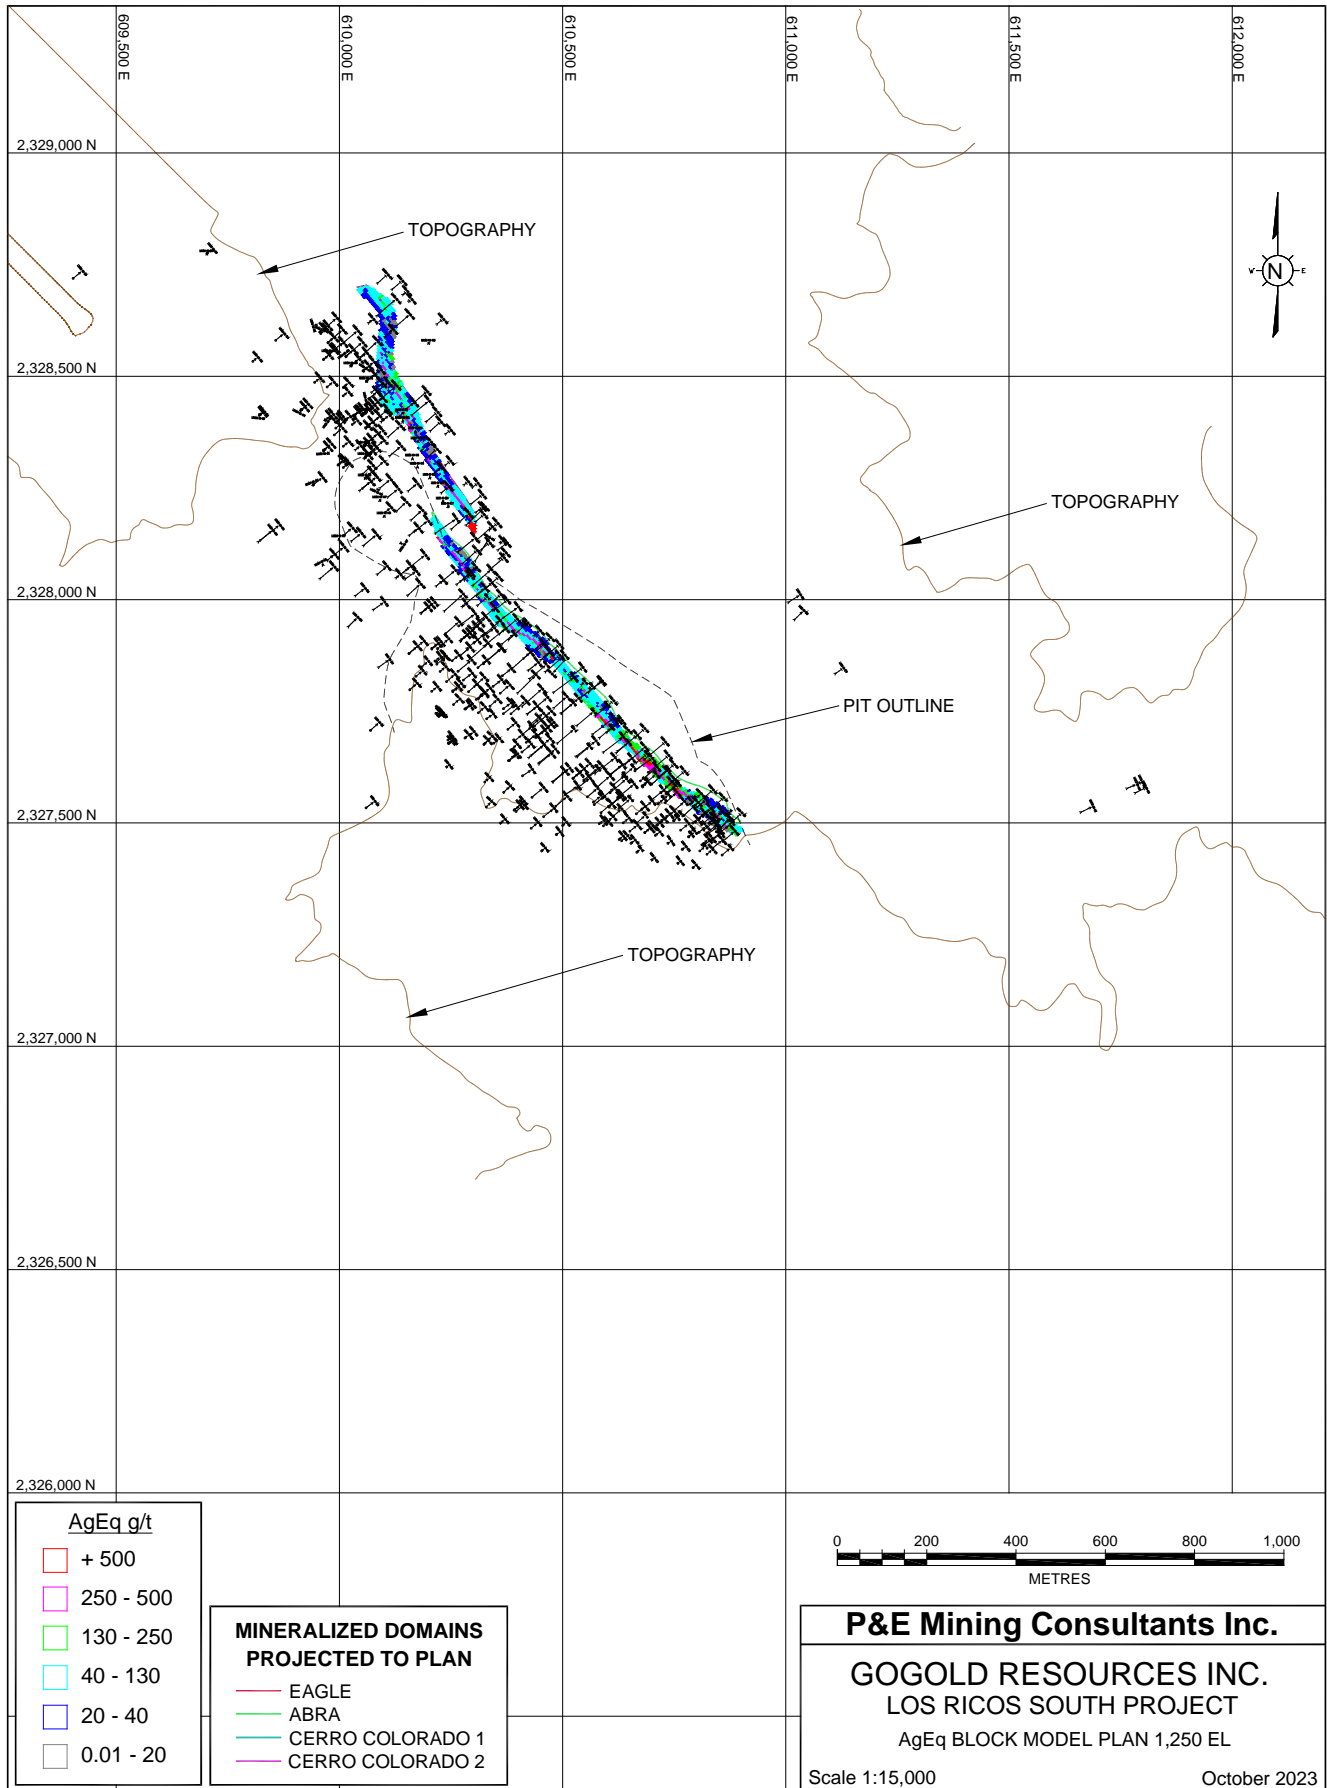 609,500 E
610,000 E
610,500 E
611,000 E
611,500 E
612,000 E
2,329,000 N
TOPOGRAPHY
N
W
E
2,328,500 N
TOPOGRAPHY
2,328,000 N
PIT OUTLINE
2,327,500 N
TOPOGRAPHY
2,327,000 N
2,326,500 N
2,326,000 N
AgEq g/t
+ 500
250 - 500
130 - 250
40 - 130
20 - 40
0.01 - 20
MINERALIZED DOMAINS
PROJECTED TO PLAN
EAGLE
ABRA
CERRO COLORADO 1
CERRO COLORADO 2
0 200 400 600 800 1,000
METRES
P&E Mining Consultants Inc.
GOGOLD RESOURCES INC.
LOS RICOS SOUTH PROJECT
AgEq BLOCK MODEL PLAN 1,250 EL
Scale 1:15,000 October 2023